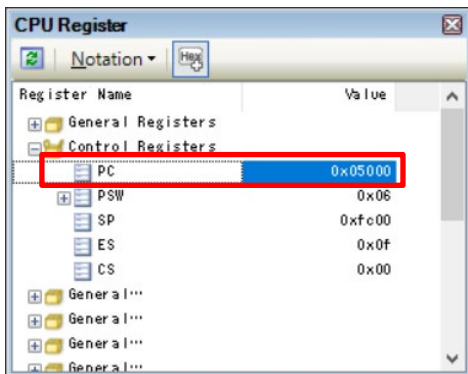 CPU Register
Notation Hex
Register Name Value
General Registers
Control Registers
PC 0x05000
PSW 0x06
SP 0xfc00
ES 0x0f
CS 0x00
General…
General…
General…
General…